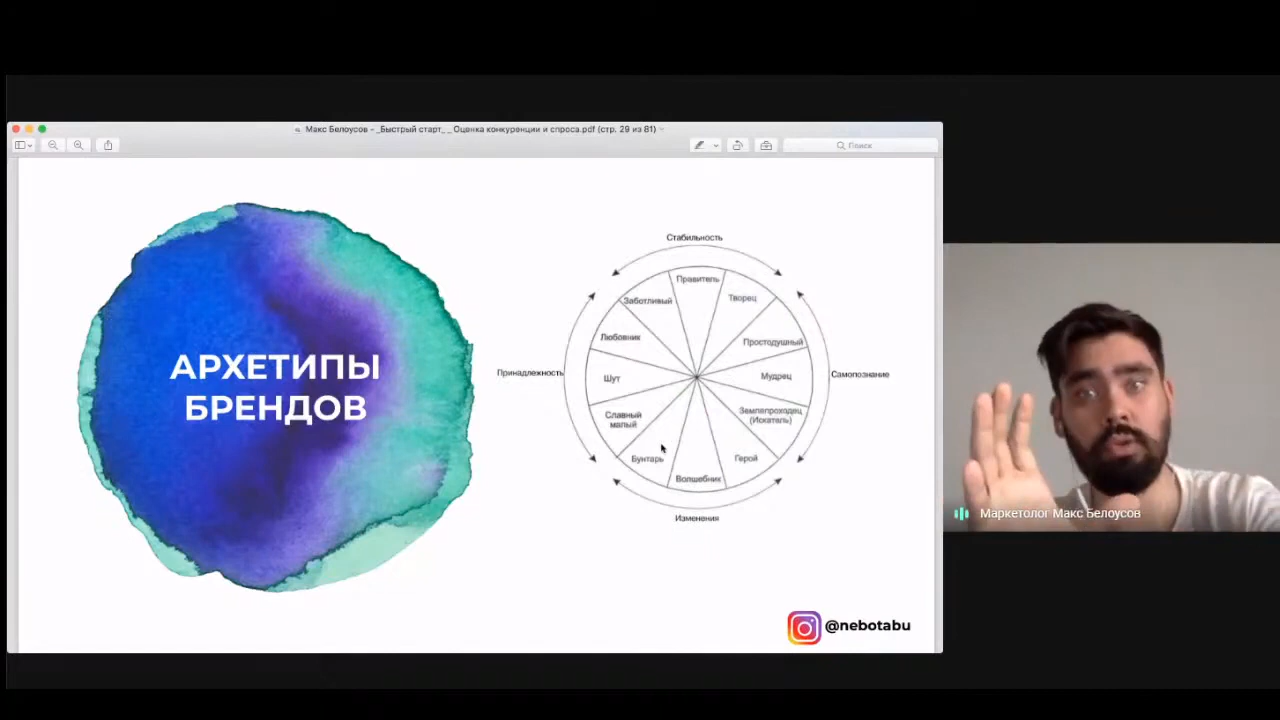 Макс Белоусов - _Быстрый старт_ _ Оценка конкуренции и спроса.pdf (стр. 29 из 81)
Поиск
АРХЕТИПЫ
БРЕНДОВ
Стабильность
Правитель
Заботливый
Творец
Любовник
Простодушный
Принадлежность
Шут
Мудрец
Самопознание
Славный
малый
Землепроходец
(Искатель)
Бунтарь
Герой
Волшебник
Изменения
Маркетолог Макс Белоусов
@nebotabu